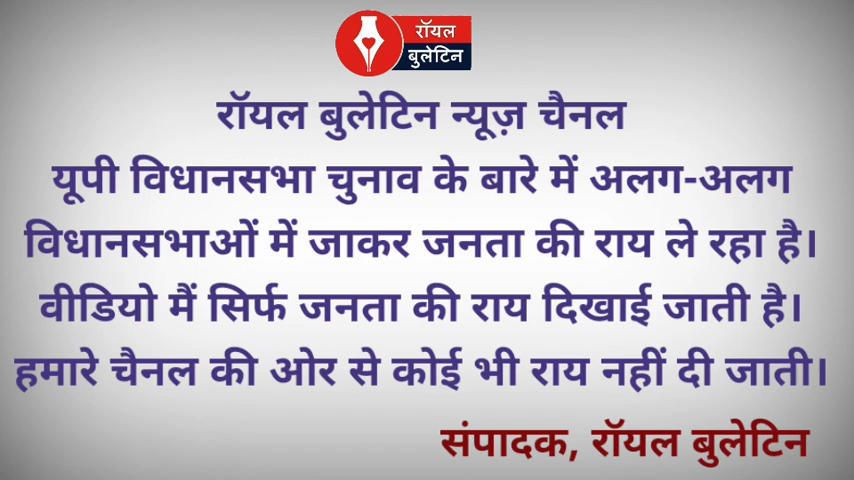 रॉयल
बुलेटिन
रॉयल बुलेटिन न्यूज़ चैनल
यूपी विधानसभा चुनाव के बारे में अलग-अलग
विधानसभाओं में जाकर जनता की राय ले रहा है।
वीडियो मैं सिर्फ जनता की राय दिखाई जाती है।
हमारे चैनल की ओर से कोई भी राय नहीं दी जाती।
संपादक, रॉयल बुलेटिन